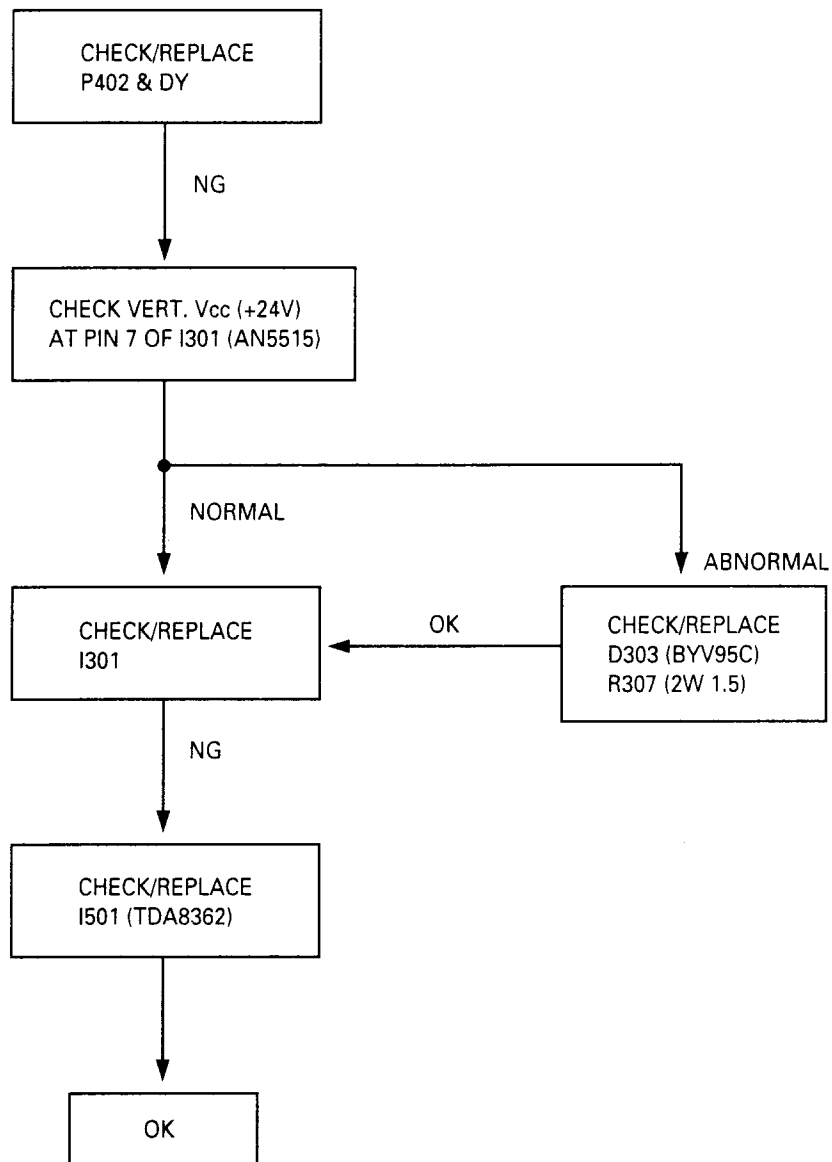 CHECK/REPLACE
P402 & DY
NG
CHECK VERT. Vcc (+24V)
AT PIN 7 OF I301 (AN5515)
NORMAL
ABNORMAL
CHECK/REPLACE
I301
OK
CHECK/REPLACE
D303 (BYV95C)
R307 (2W 1.5)
NG
CHECK/REPLACE
I501 (TDA8362)
OK